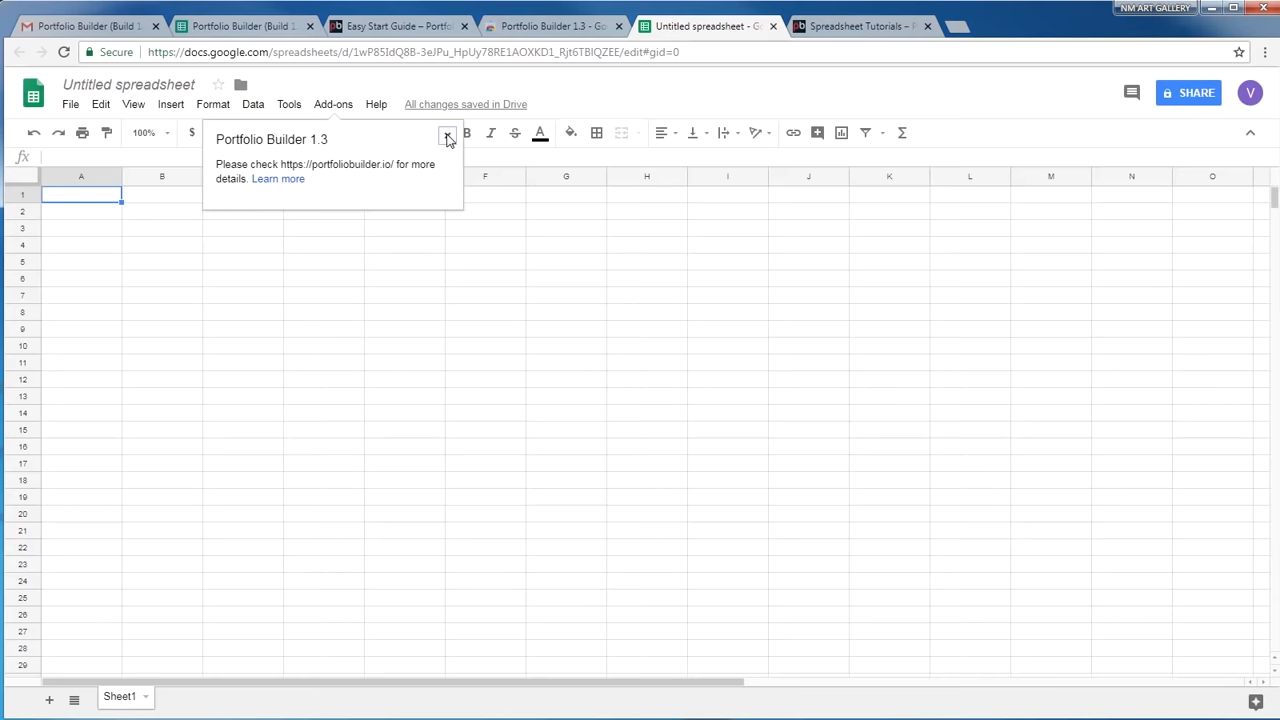 NM ART GALLERY
Portfolio Builder (Build 1
Portfolio Builder (Build 1
Easy Start Guide – Portfo
Portfolio Builder 1.3 - Go
Untitled spreadsheet - Go
Spreadsheet Tutorials – P
Secure
https://docs.google.com/spreadsheets/d/1wP85IdQ8B-3eJPu_HpUy78RE1AOXKD1_Rjt6TBIQZEE/edit#gid=0
Untitled spreadsheet
File Edit View Insert Format Data Tools Add-ons Help All changes saved in Drive
SHARE
V
100% $ B I S A Σ
fx
Portfolio Builder 1.3
Please check https://portfoliobuilder.io/ for more
details. Learn more
A B F G H I J K L M N O
1
2
3
4
5
6
7
8
9
10
11
12
13
14
15
16
17
18
19
20
21
22
23
24
25
26
27
28
29
Sheet1